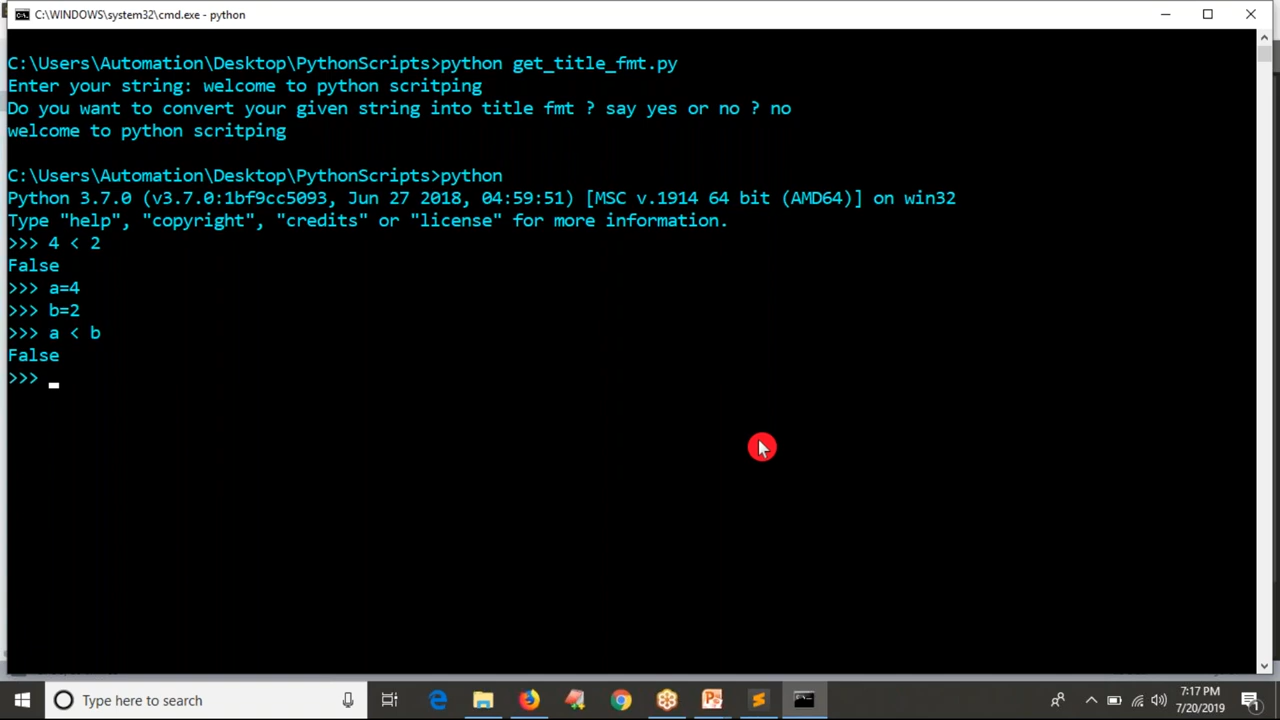 C:\WINDOWS\system32\cmd.exe - python
C:\Users\Automation\Desktop\PythonScripts>python get_title_fmt.py
Enter your string: welcome to python scritping
Do you want to convert your given string into title fmt ? say yes or no ? no
welcome to python scritping
C:\Users\Automation\Desktop\PythonScripts>python
Python 3.7.0 (v3.7.0:1bf9cc5093, Jun 27 2018, 04:59:51) [MSC v.1914 64 bit (AMD64)] on win32
Type "help", "copyright", "credits" or "license" for more information.
>>> 4 < 2
False
>>> a=4
>>> b=2
>>> a < b
False
>>>
Type here to search
7:17 PM
7/20/2019
1